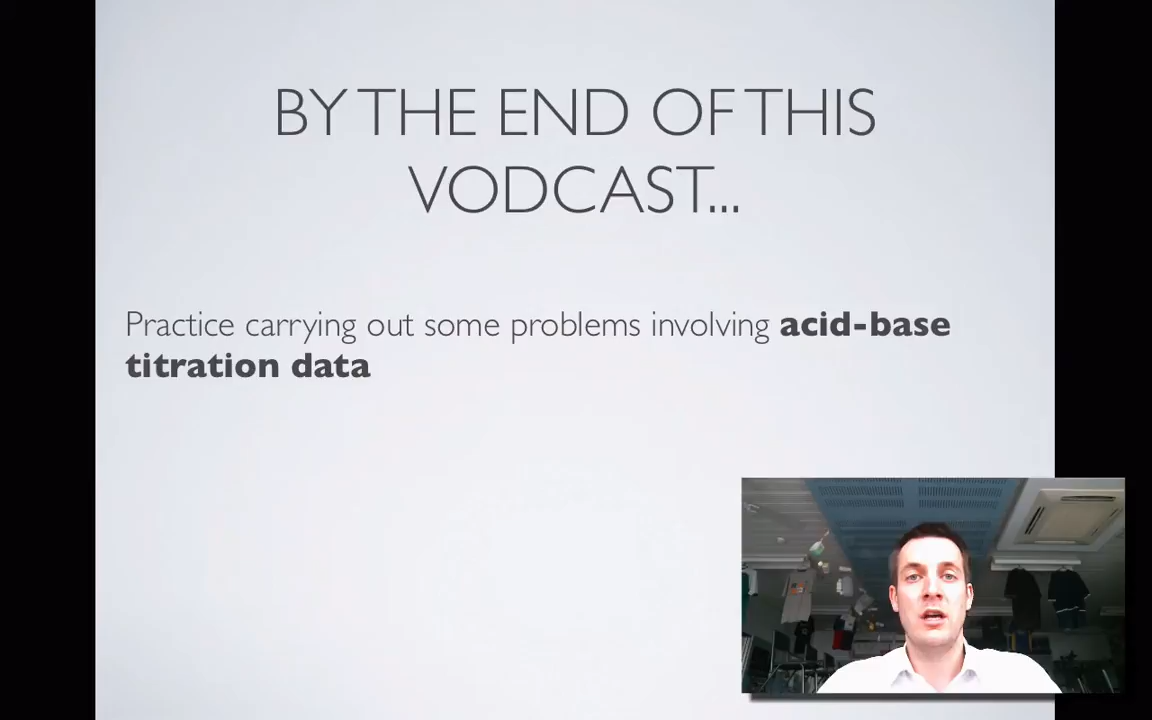 BY THE END OF THIS
VODCAST...
Practice carrying out some problems involving acid-base
titration data